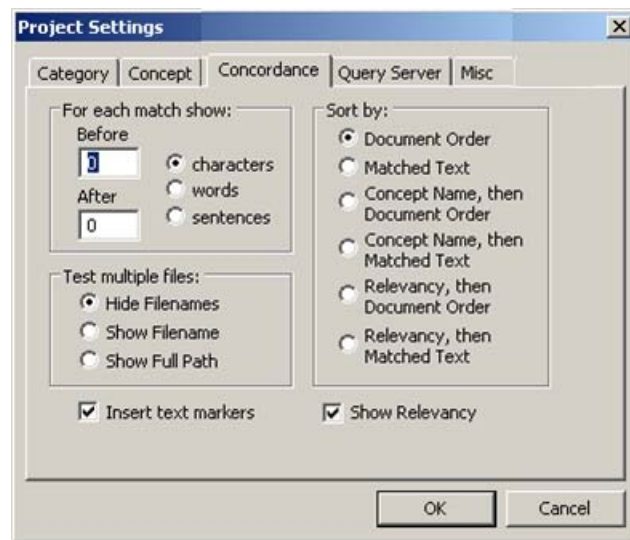 Project Settings
Category Concept Concordance Query Server Misc
For each match show:
Before
0
After
0
characters
words
sentences
Test multiple files:
Hide Filenames
Show Filename
Show Full Path
Sort by:
Document Order
Matched Text
Concept Name, then
Document Order
Concept Name, then
Matched Text
Relevancy, then
Document Order
Relevancy, then
Matched Text
Insert text markers
Show Relevancy
OK
Cancel